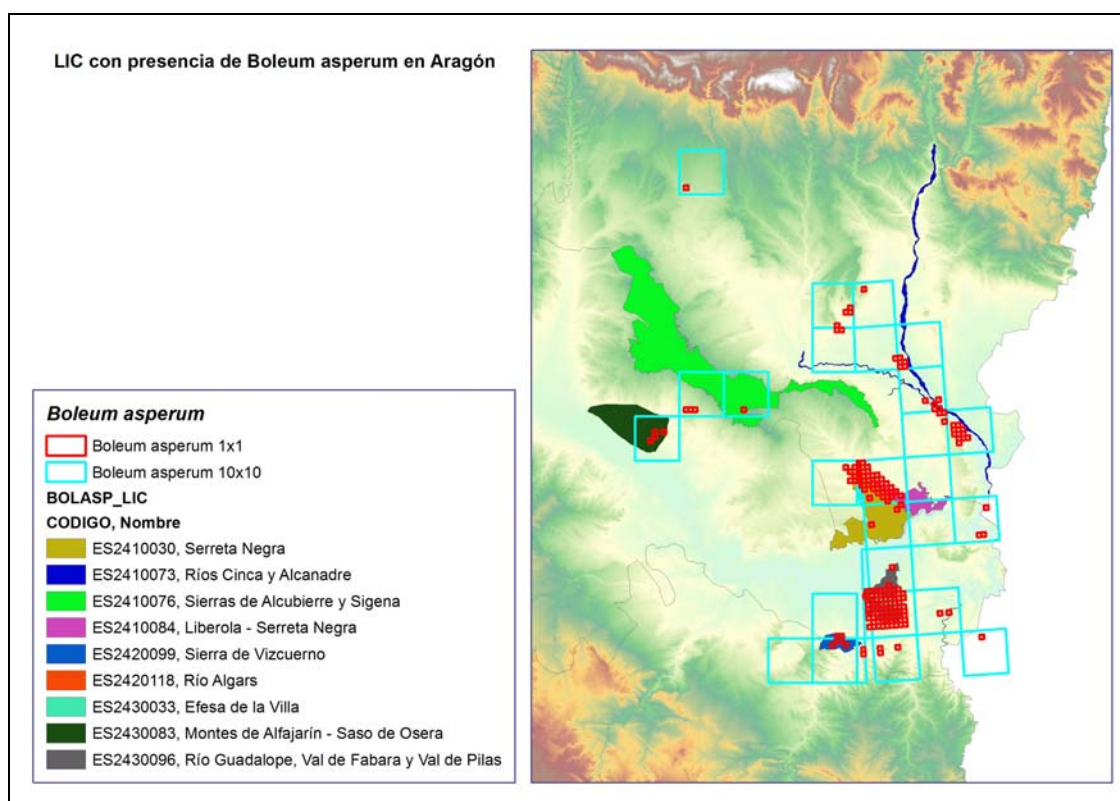 LIC con presencia de Boleum asperum en Aragón
Boleum asperum
Boleum asperum 1x1
Boleum asperum 10x10
BOLASP_LIC
CODIGO, Nombre
ES2410030, Serreta Negra
ES2410073, Ríos Cinca y Alcanadre
ES2410076, Sierras de Alcubierre y Sigena
ES2410084, Liberola - Serreta Negra
ES2420099, Sierra de Vizcuerno
ES2420118, Río Algars
ES2430033, Efesa de la Villa
ES2430083, Montes de Alfajarín - Saso de Osera
ES2430096, Río Guadalope, Val de Fabara y Val de Pilas